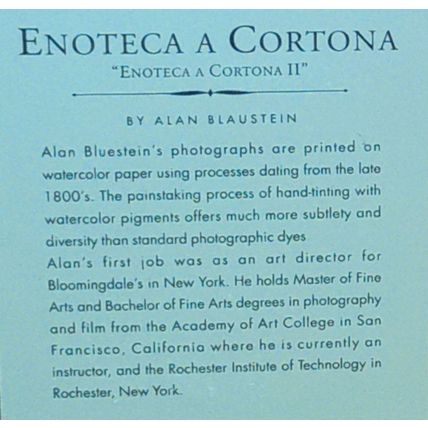 ENOTECA A CORTONA
"ENOTECA A CORTONA II"
BY ALAN BLAUSTEIN
Alan Bluestein's photographs are printed on
watercolor paper using processes dating from the late
1800's. The painstaking process of hand-tinting with
watercolor pigments offers much more subtlety and
diversity than standard photographic dyes
Alan's first job was as an art director for
Bloomingdale's in New York. He holds Master of Fine
Arts and Bachelor of Fine Arts degrees in photography
and film from the Academy of Art College in San
Francisco, California where he is currently an
instructor, and the Rochester Institute of Technology in
Rochester, New York.